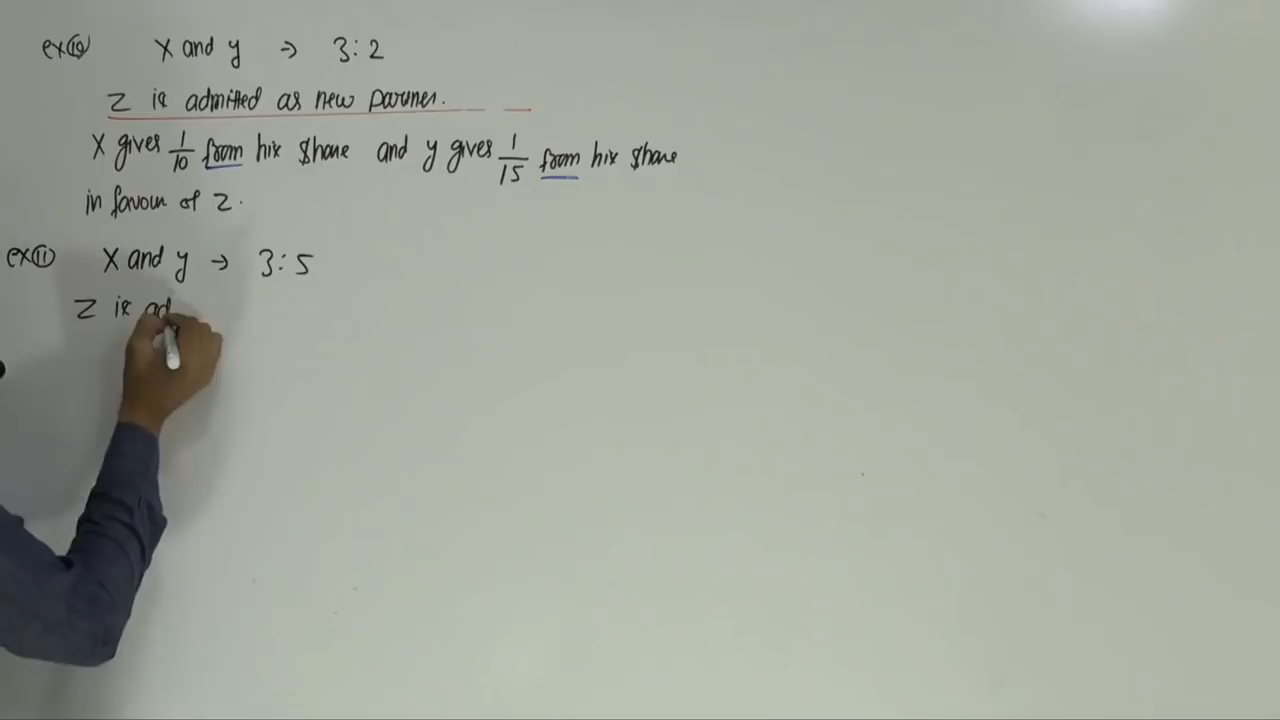 ex⑩ X and y → 3:2
Z is admitted as new partner.
X gives 1/10 from his share and y gives 1/15 from his share
in favour of Z.
ex⑪ X and y → 3:5
Z is ad